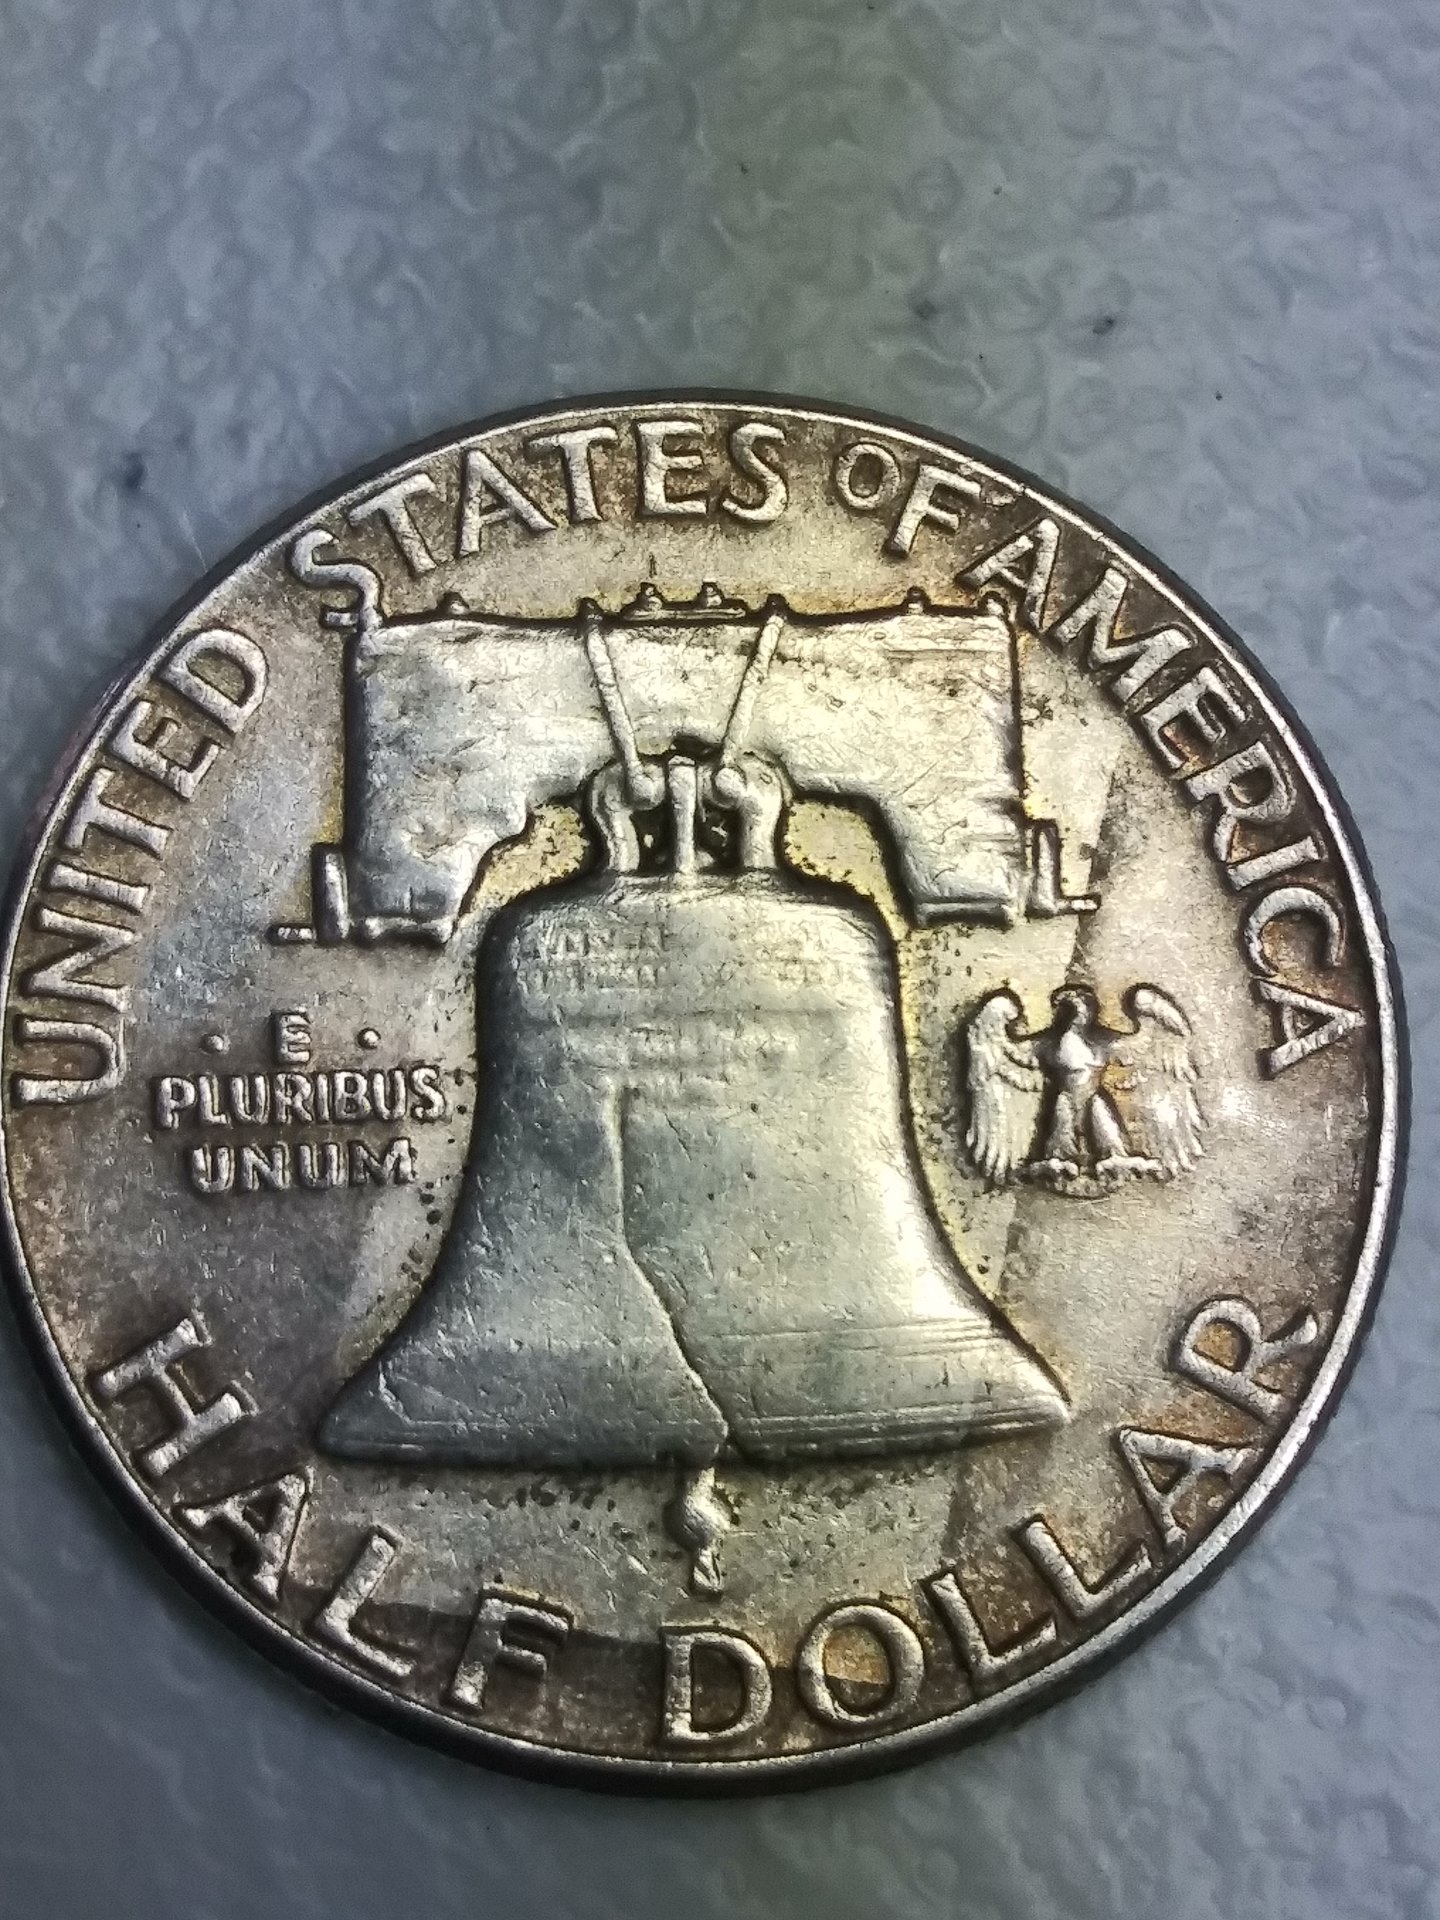 UNITED STATES OF AMERICA
· E ·
PLURIBUS
UNUM
HALF DOLLAR